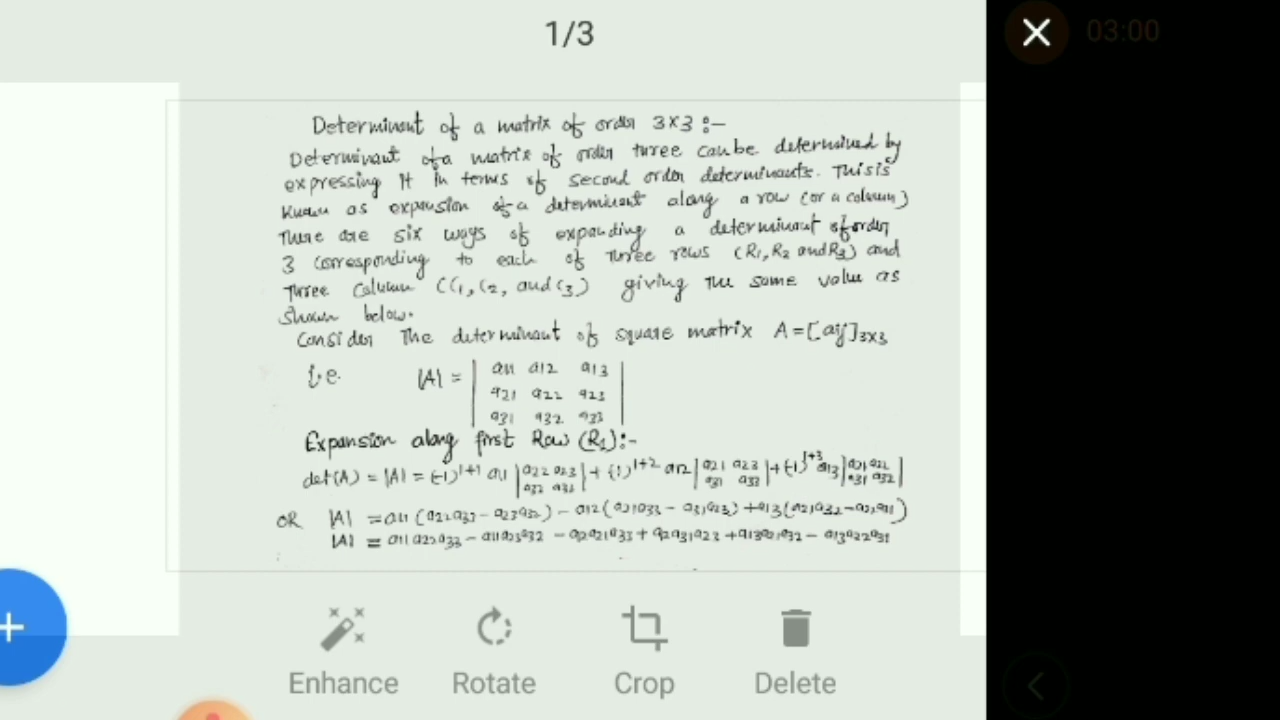 1/3
03:00
Determinant of a matrix of order 3×3 :-
Determinant of a matrix of order three can be determined by
expressing It in terms of second order determinants. This is
known as expansion of a determinant along a row (or a column)
There are six ways of expanding a determinant of order
3 corresponding to each of Three rows (R1, R2 and R3) and
Three Column (C1, C2, and C3) giving The same value as
shown below.
Consider The determinant of square matrix A = [aij]3×3
i.e. |A| = | a11 a12 a13
a21 a22 a23
a31 a32 a33 |
Expansion along first Row (R1):-
det(A) = |A| = (-1)^1+1 a11 |a22 a23 a32 a33| + (-1)^1+2 a12 |a21 a23 a31 a33| + (-1)^1+3 a13 |a21 a22 a31 a32|
OR |A| = a11 (a22a33 - a23a32) - a12 (a21a33 - a31a23) + a13 
|A| = a11a22a33 - a11a23a32 - + a12a31a23 + a13a21a32 - a13a22a31
Enhance Rotate Crop Delete